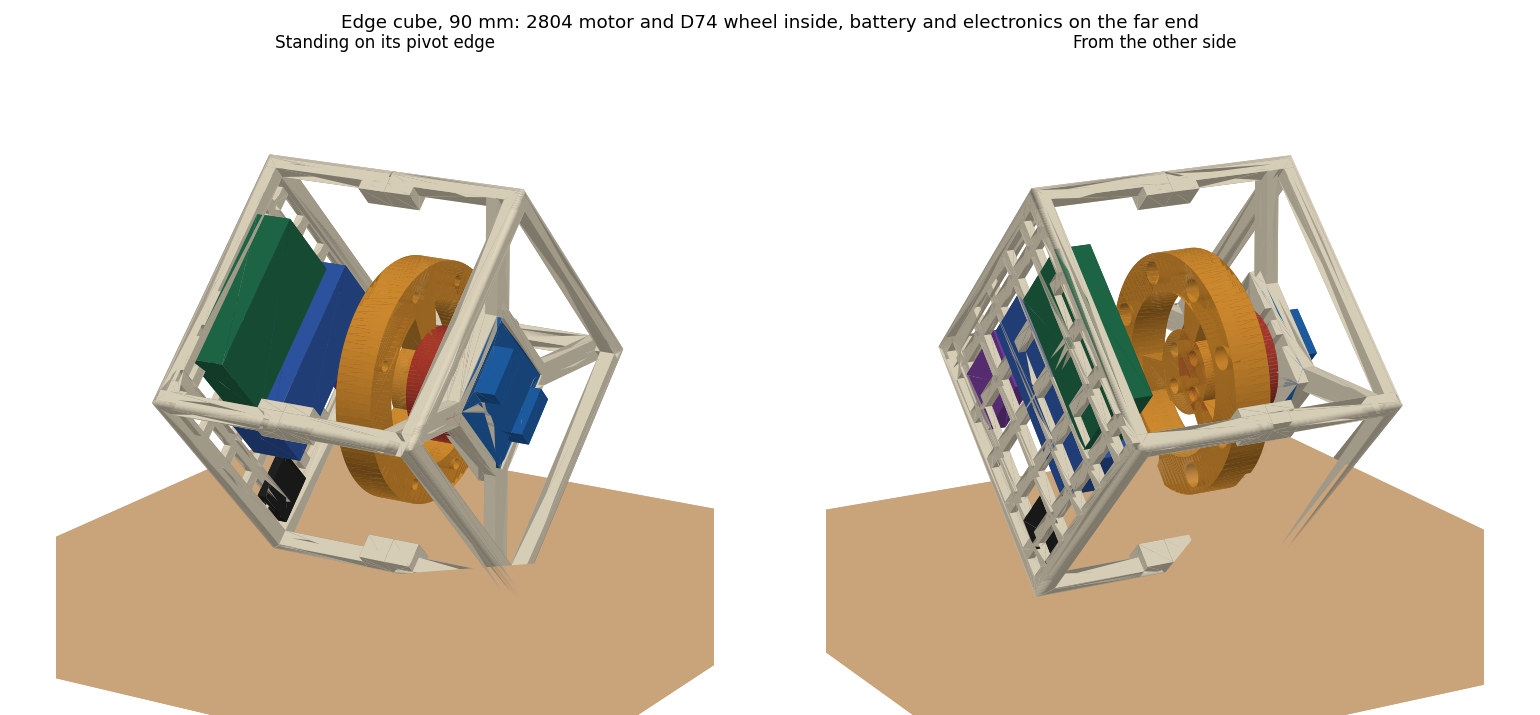 Edge cube, 90 mm: 2804 motor and D74 wheel inside, battery and electronics on the far end
Standing on its pivot edge
From the other side